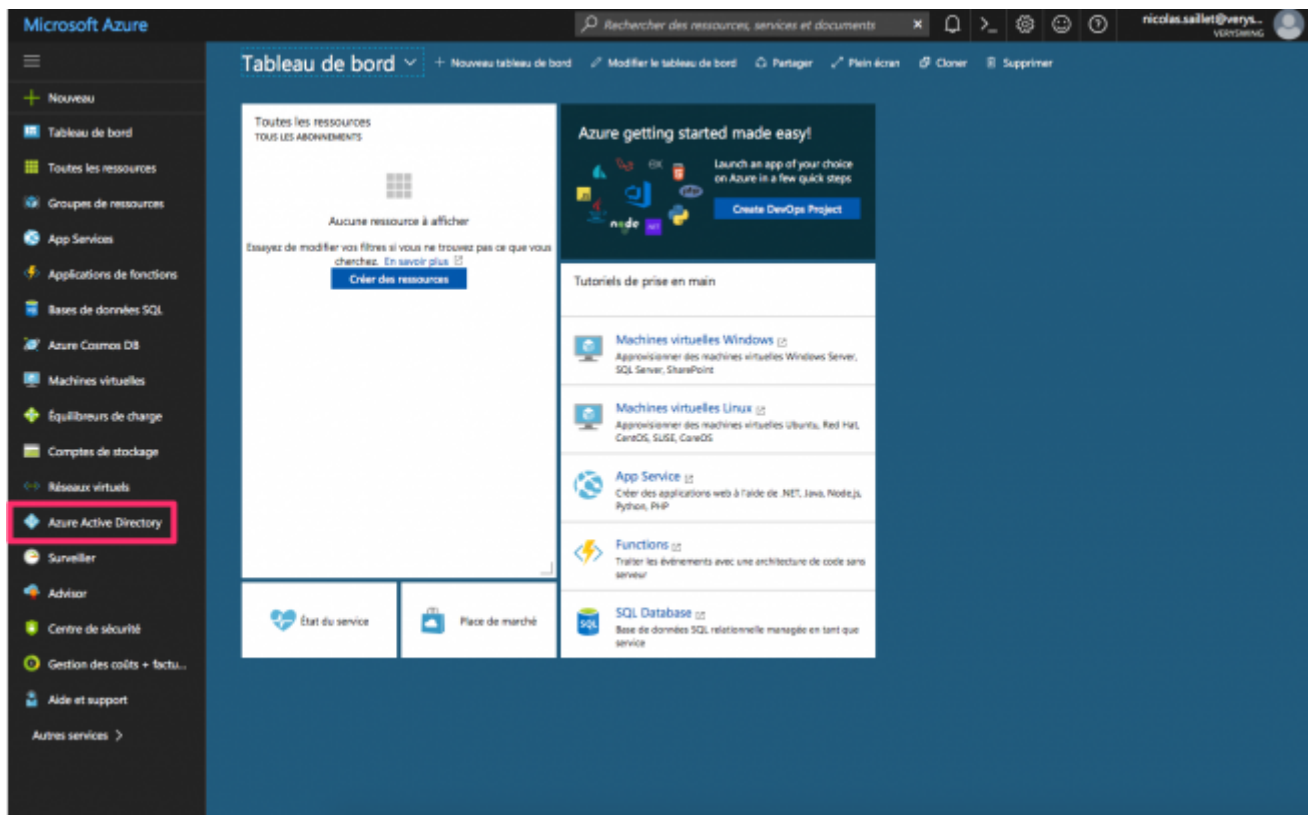 Microsoft Azure
Rechercher des ressources, services et documents
nicolas.saillet@verys...
VERYSWING
Tableau de bord
Nouveau tableau de bord
Modifier le tableau de bord
Partager
Plein écran
Cloner
Supprimer
Nouveau
Tableau de bord
Toutes les ressources
Groupes de ressources
App Services
Applications de fonctions
Bases de données SQL
Azure Cosmos DB
Machines virtuelles
Équilibreurs de charge
Comptes de stockage
Réseaux virtuels
Azure Active Directory
Surveiller
Advisor
Centre de sécurité
Gestion des coûts + factu...
Aide et support
Autres services
Toutes les ressources
TOUS LES ABONNEMENTS
Aucune ressource à afficher
Essayez de modifier vos filtres si vous ne trouvez pas ce que vous
cherchez. En savoir plus
Créer des ressources
État du service
Place de marché
Azure getting started made easy!
Launch an app of your choice
on Azure in a few quick steps
Create DevOps Project
JS
ex
5
php
node
Tutoriels de prise en main
Machines virtuelles Windows
Approvisionner des machines virtuelles Windows Server,
SQL Server, SharePoint
Machines virtuelles Linux
Approvisionner des machines virtuelles Ubuntu, Red Hat,
CentOS, SUSE, CoreOS
App Service
Créer des applications web à l'aide de .NET, Java, Node.js,
Python, PHP
Functions
Traiter les événements avec une architecture de code sans
serveur
SQL
SQL Database
Base de données SQL relationnelle managée en tant que
service